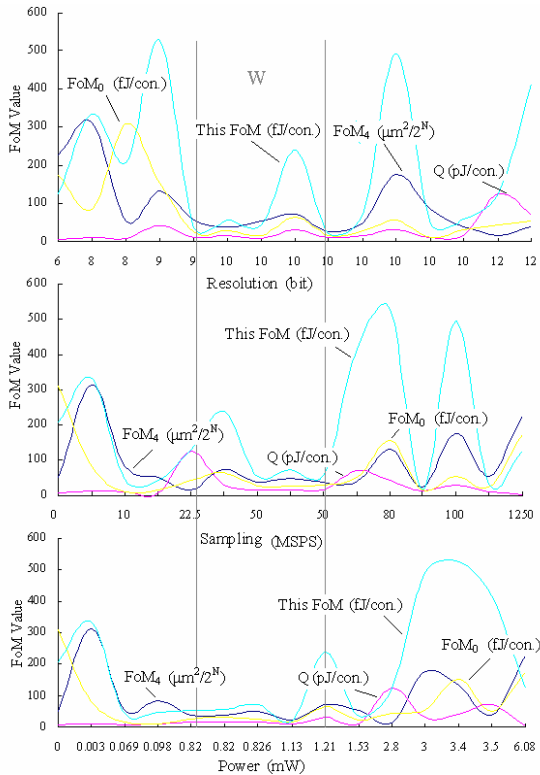 600
500
400
300
200
100
0
FoM Value
FoM₀ (fJ/con.)
W
This FoM (fJ/con.)
FoM₄ (μm²/2ᴺ)
Q (pJ/con.)
6 8 8 9 9 10 10 10 10 10 10 10 10 12 12
Resolution (bit)
600
500
400
300
200
100
0
FoM Value
This FoM (fJ/con.)
FoM₄ (μm²/2ᴺ)
Q (pJ/con.)
FoM₀ (fJ/con.)
0 10 22.5 50 50 80 100 1250
Sampling (MSPS)
600
500
400
300
200
100
0
FoM Value
This FoM (fJ/con.)
FoM₄ (μm²/2ᴺ)
Q (pJ/con.)
FoM₀ (fJ/con.)
0 0.003 0.069 0.098 0.82 0.82 0.826 1.13 1.21 1.53 2.8 3 3.4 3.5 6.08
Power (mW)